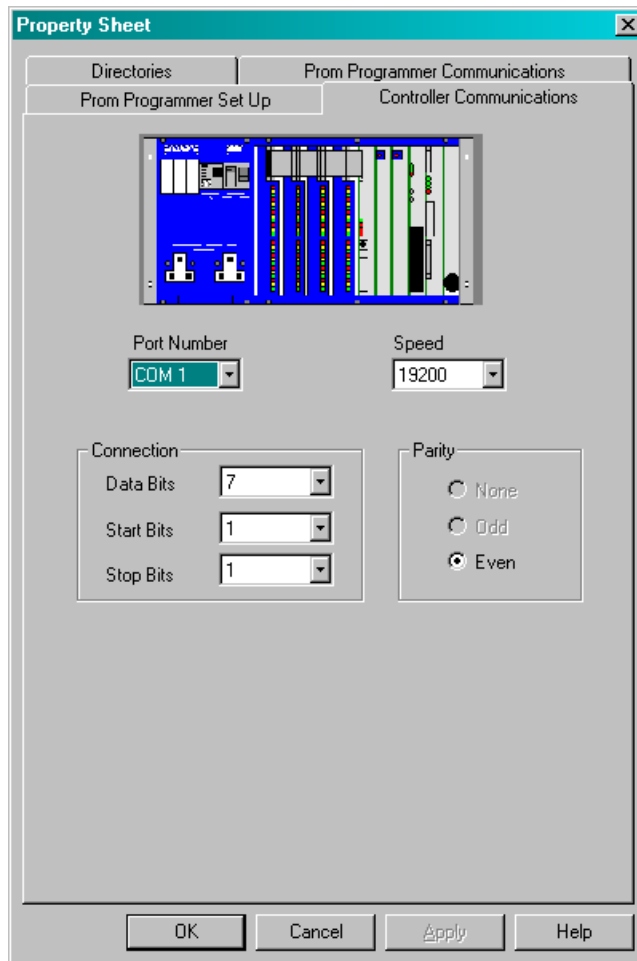 Property Sheet
Directories
Prom Programmer Communications
Prom Programmer Set Up
Controller Communications
Port Number
Speed
COM 1
19200
Connection
Parity
Data Bits
7
None
Start Bits
1
Odd
Stop Bits
1
Even
OK
Cancel
Apply
Help